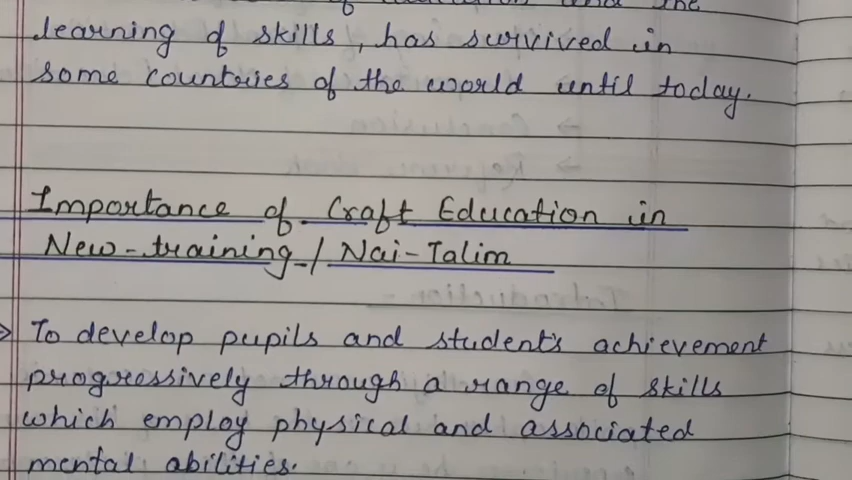 the
learning of skills, has survived in
some countries of the world until today.
Importance of Craft Education in
New-training / Nai-Talim
To develop pupils and student's achievement
progressively through a range of skills
which employ physical and associated
mental abilities.